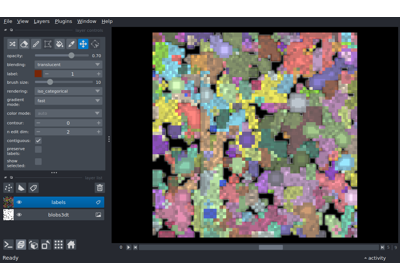 File View Layers Plugins Window Help
opacity: 0.70
blending: translucent
label: 1
brush size: 10
rendering: iso_categorical
gradient mode: fast
color mode:
contour: 0
n edit dim: 2
contiguous:
preserve labels:
show selected:
labels
blobs3dt
0
Ready
activity